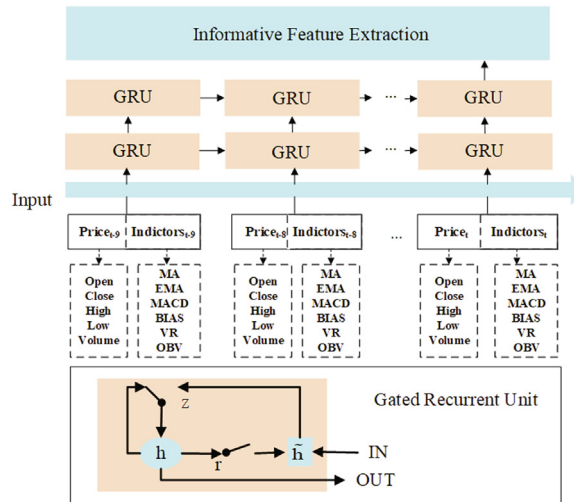 Informative Feature Extraction
GRU GRU ... GRU
GRU GRU ... GRU
Input
Price t-9 Indictors t-9 Price t-8 Indictors t-8 ... Price t Indictors t
Open
Close
High
Low
Volume
MA
EMA
MACD
BIAS
VR
OBV
Open
Close
High
Low
Volume
MA
EMA
MACD
BIAS
VR
OBV
Open
Close
High
Low
Volume
MA
EMA
MACD
BIAS
VR
OBV
Gated Recurrent Unit
z
h
r
h̃
IN
OUT